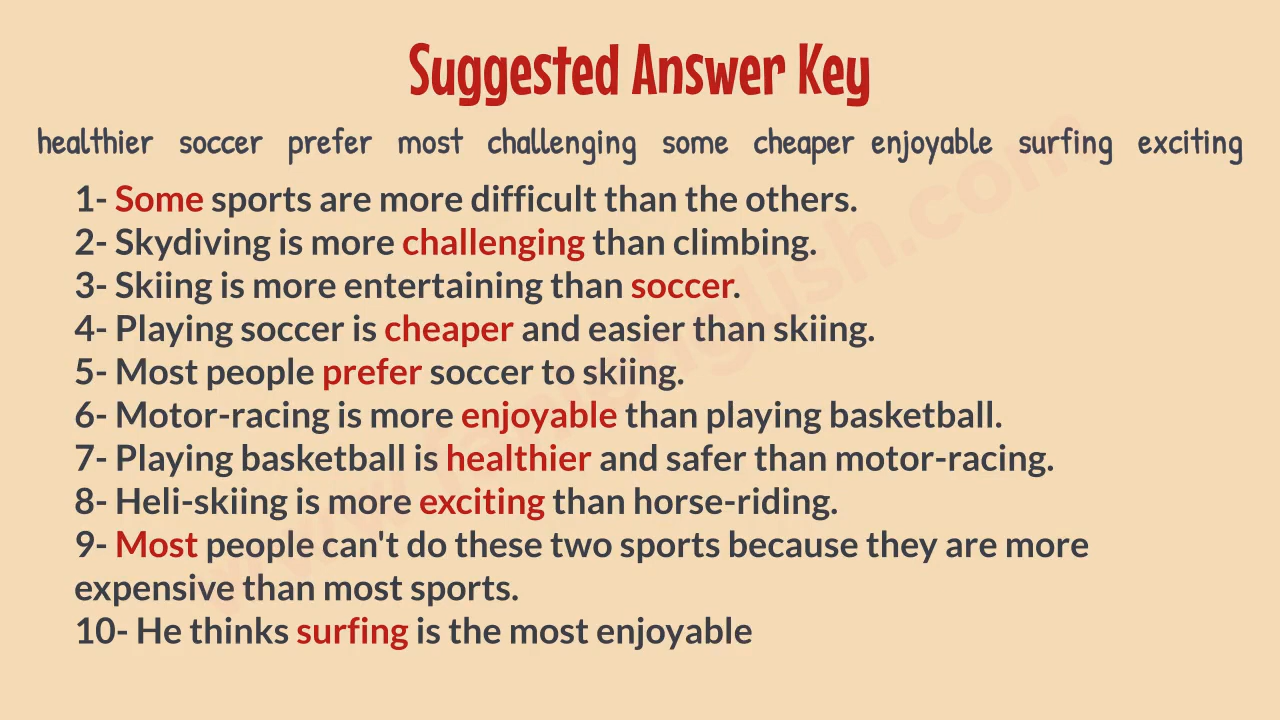 Suggested Answer Key
healthier soccer prefer most challenging some cheaper enjoyable surfing exciting
1- Some sports are more difficult than the others.
2- Skydiving is more challenging than climbing.
3- Skiing is more entertaining than soccer.
4- Playing soccer is cheaper and easier than skiing.
5- Most people prefer soccer to skiing.
6- Motor-racing is more enjoyable than playing basketball.
7- Playing basketball is healthier and safer than motor-racing.
8- Heli-skiing is more exciting than horse-riding.
9- Most people can't do these two sports because they are more
expensive than most sports.
10- He thinks surfing is the most enjoyable